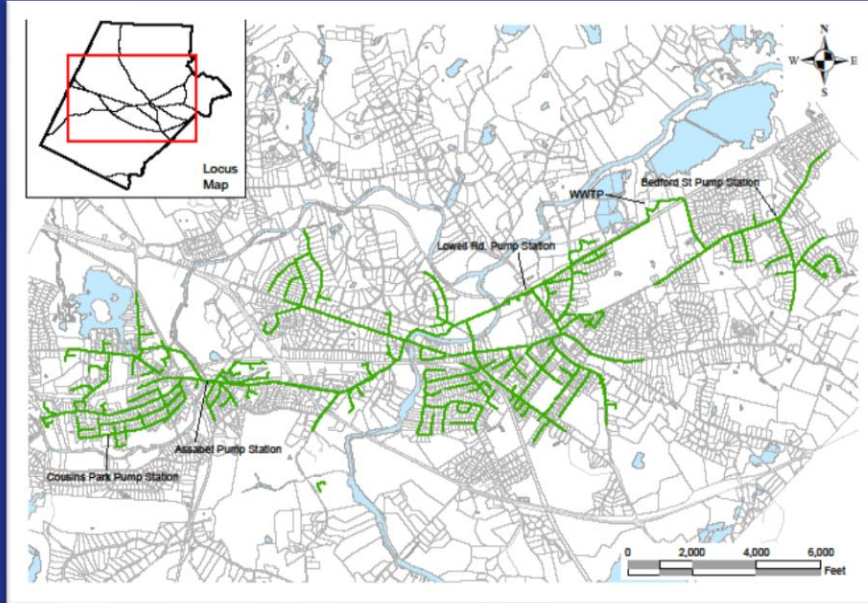 Locus
Map
N
W E
S
WWTP
Bedford St Pump Station
Lowell Rd. Pump Station
Assabet Pump Station
Cousins Park Pump Station
0 2,000 4,000 6,000
Feet